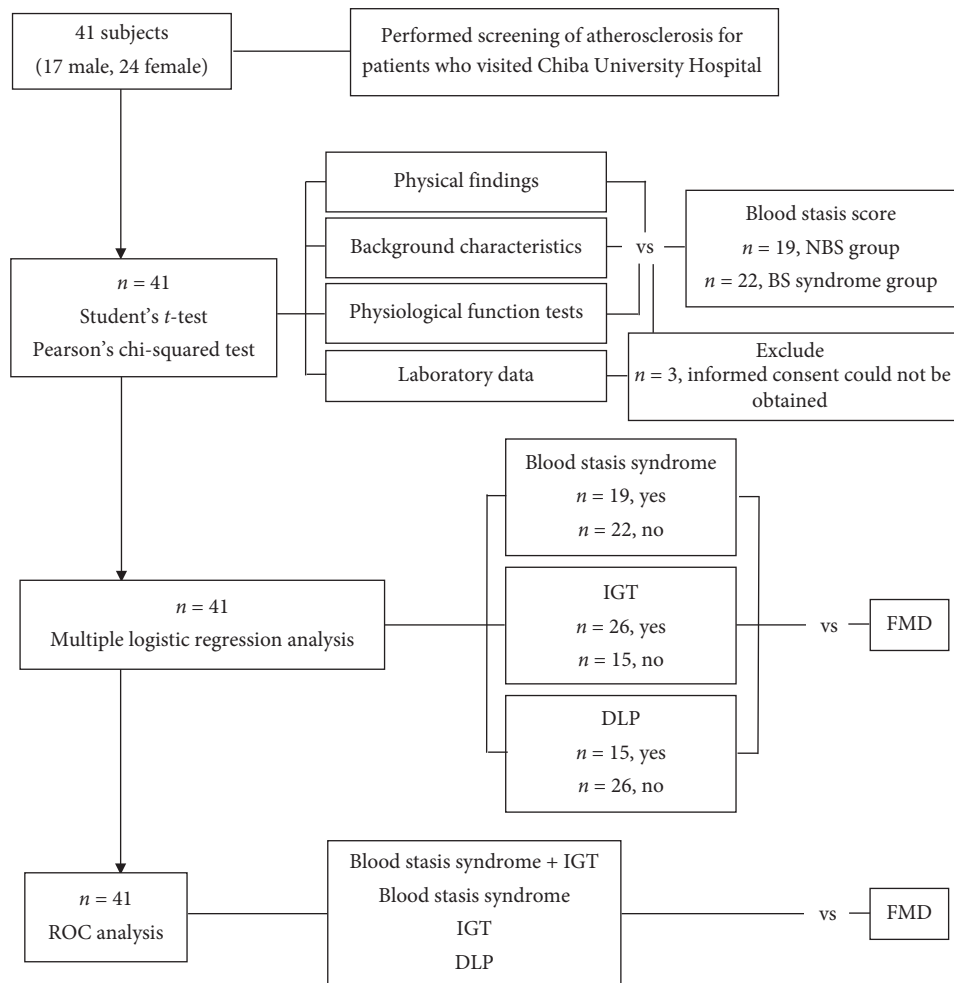 41 subjects
(17 male, 24 female)
Performed screening of atherosclerosis for
patients who visited Chiba University Hospital
Physical findings
Background characteristics
Physiological function tests
Laboratory data
vs
Blood stasis score
n = 19, NBS group
n = 22, BS syndrome group
Exclude
n = 3, informed consent could not be
obtained
n = 41
Student's t-test
Pearson's chi-squared test
Blood stasis syndrome
n = 19, yes
n = 22, no
IGT
n = 26, yes
n = 15, no
DLP
n = 15, yes
n = 26, no
n = 41
Multiple logistic regression analysis
vs
FMD
n = 41
ROC analysis
Blood stasis syndrome + IGT
Blood stasis syndrome
IGT
DLP
vs
FMD